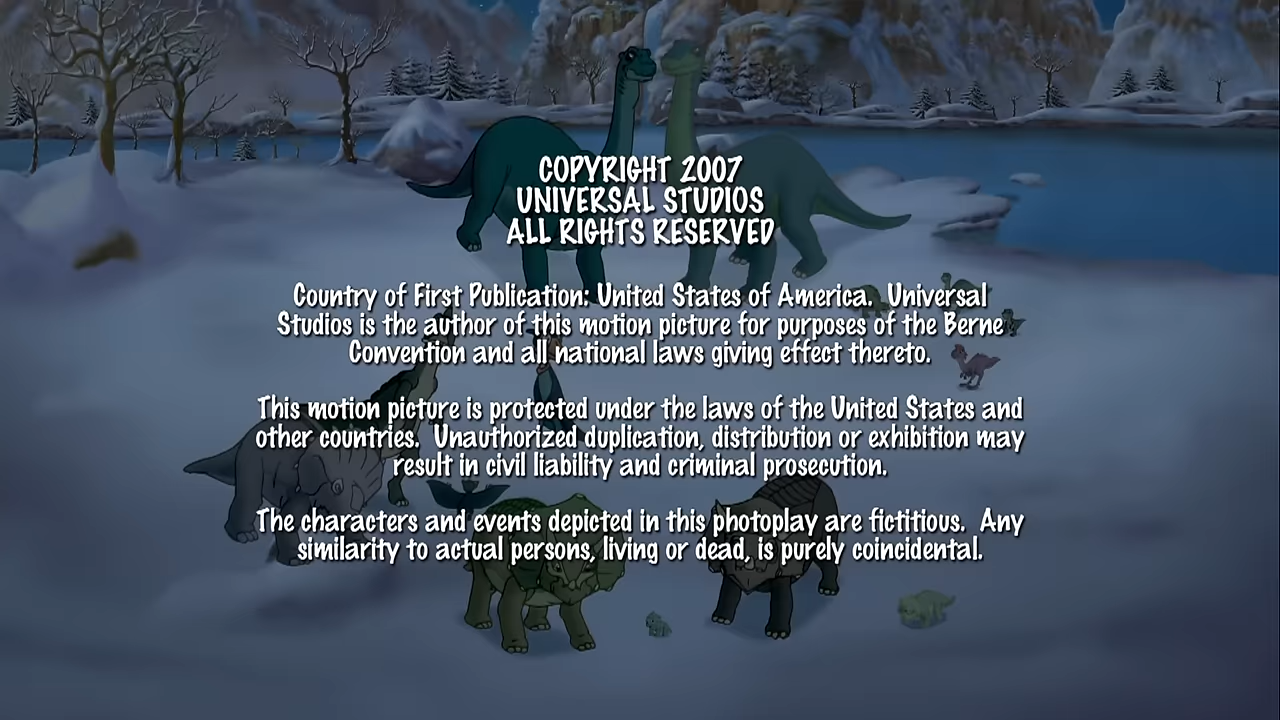 COPYRIGHT 2007
UNIVERSAL STUDIOS
ALL RIGHTS RESERVED
Country of First Publication: United States of America. Universal
Studios is the author of this motion picture for purposes of the Berne
Convention and all national laws giving effect thereto.
This motion picture is protected under the laws of the United States and
other countries. Unauthorized duplication, distribution or exhibition may
result in civil liability and criminal prosecution.
The characters and events depicted in this photoplay are fictitious. Any
similarity to actual persons, living or dead, is purely coincidental.